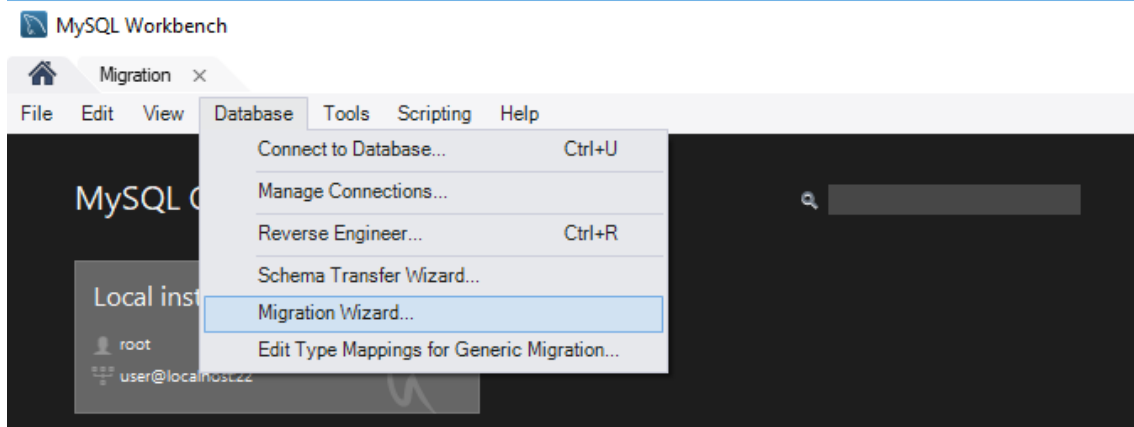 MySQL Workbench
Migration ×
File Edit View Database Tools Scripting Help
Connect to Database... Ctrl+U
Manage Connections...
Reverse Engineer... Ctrl+R
Schema Transfer Wizard...
Migration Wizard...
Edit Type Mappings for Generic Migration...
MySQL
Local inst
root
user@localhost:22